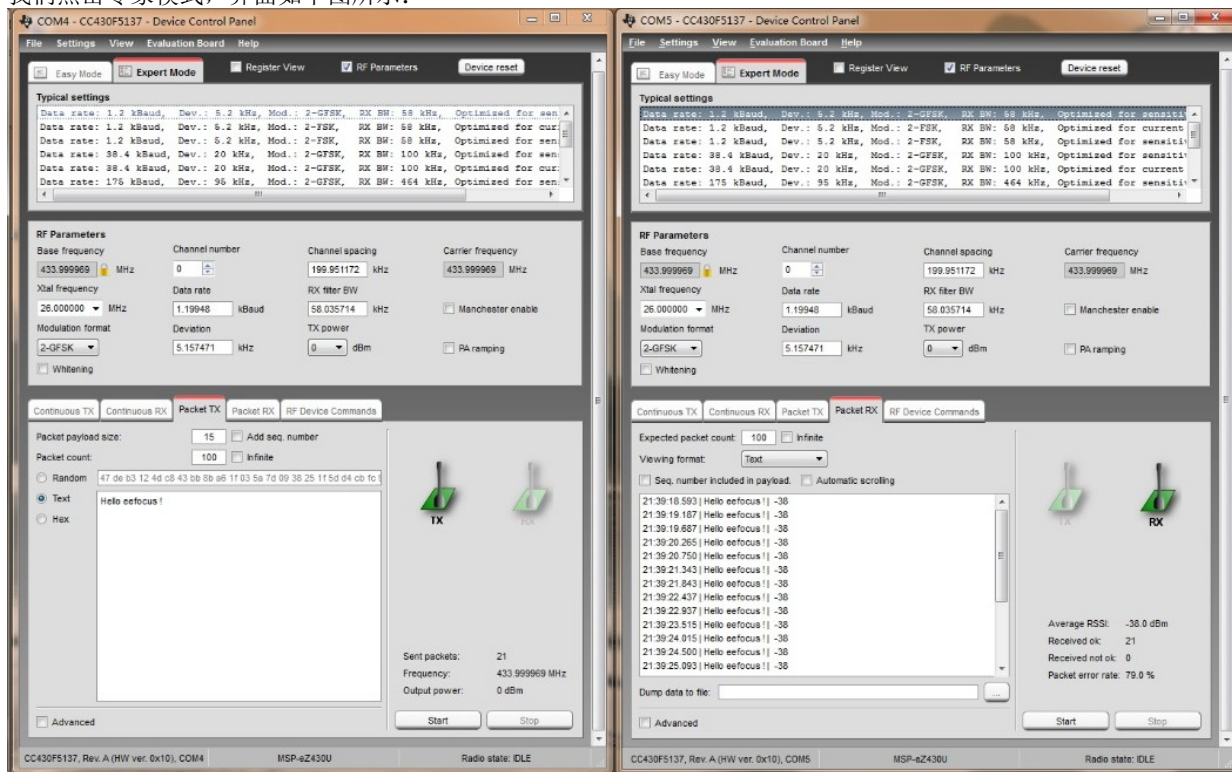 我们点击专家模式，界面如下图所示：
COM4 - CC430F5137 - Device Control Panel
File Settings View Evaluation Board Help
Easy Mode Expert Mode Register View RF Parameters Device reset
Typical settings
Data rate: 1.2 kBaud, Dev.: 5.2 kHz, Mod.: 2-GFSK, RX BW: 58 kHz, Optimized for sen
Data rate: 1.2 kBaud, Dev.: 5.2 kHz, Mod.: 2-FSK, RX BW: 58 kHz, Optimized for cur:
Data rate: 1.2 kBaud, Dev.: 5.2 kHz, Mod.: 2-FSK, RX BW: 58 kHz, Optimized for sen:
Data rate: 38.4 kBaud, Dev.: 20 kHz, Mod.: 2-GFSK, RX BW: 100 kHz, Optimized for sen:
Data rate: 38.4 kBaud, Dev.: 20 kHz, Mod.: 2-GFSK, RX BW: 100 kHz, Optimized for cur:
Data rate: 175 kBaud, Dev.: 95 kHz, Mod.: 2-GFSK, RX BW: 464 kHz, Optimized for sen:
RF Parameters
Base frequency Channel number Channel spacing Carrier frequency
433.999969 MHz 0 199.951172 kHz 433.999969 MHz
Xtal frequency Data rate RX filter BW
26.000000 MHz 1.19948 kBaud 58.035714 kHz Manchester enable
Modulation format Deviation TX power
2-GFSK 5.157471 kHz 0 dBm PA ramping
Whitening
Continuous TX Continuous RX Packet TX Packet RX RF Device Commands
Packet payload size: 15 Add seq. number
Packet count: 100 Infinite
Random 47 de b3 12 4d c8 43 bb 8b a6 1f 03 5a 7d 09 38 25 1f 5d d4 cb fc
Text Hello eefocus !
Hex
TX RX
Sent packets: 21
Frequency: 433.999969 MHz
Output power: 0 dBm
Advanced Start Stop
CC430F5137, Rev. A (HW ver. 0x10), COM4 MSP-eZ430U Radio state: IDLE
COM5 - CC430F5137 - Device Control Panel
File Settings View Evaluation Board Help
Easy Mode Expert Mode Register View RF Parameters Device reset
Typical settings
Data rate: 1.2 kBaud, Dev.: 5.2 kHz, Mod.: 2-GFSK, RX BW: 58 kHz, Optimized for sensiti
Data rate: 1.2 kBaud, Dev.: 5.2 kHz, Mod.: 2-FSK, RX BW: 58 kHz, Optimized for current
Data rate: 1.2 kBaud, Dev.: 5.2 kHz, Mod.: 2-FSK, RX BW: 58 kHz, Optimized for sensiti
Data rate: 38.4 kBaud, Dev.: 20 kHz, Mod.: 2-GFSK, RX BW: 100 kHz, Optimized for sensiti
Data rate: 38.4 kBaud, Dev.: 20 kHz, Mod.: 2-GFSK, RX BW: 100 kHz, Optimized for current
Data rate: 175 kBaud, Dev.: 95 kHz, Mod.: 2-GFSK, RX BW: 464 kHz, Optimized for sensiti
RF Parameters
Base frequency Channel number Channel spacing Carrier frequency
433.999969 MHz 0 199.951172 kHz 433.999969 MHz
Xtal frequency Data rate RX filter BW
26.000000 MHz 1.19948 kBaud 58.035714 kHz Manchester enable
Modulation format Deviation TX power
2-GFSK 5.157471 kHz 0 dBm PA ramping
Whitening
Continuous TX Continuous RX Packet TX Packet RX RF Device Commands
Expected packet count: 100 Infinite
Viewing format: Text
Seq. number included in payload. Automatic scrolling
21:39:18.593 | Hello eefocus ! | -38
21:39:19.187 | Hello eefocus ! | -38
21:39:19.687 | Hello eefocus ! | -38
21:39:20.265 | Hello eefocus ! | -38
21:39:20.750 | Hello eefocus ! | -38
21:39:21.343 | Hello eefocus ! | -38
21:39:21.843 | Hello eefocus ! | -38
21:39:22.437 | Hello eefocus ! | -38
21:39:22.937 | Hello eefocus ! | -38
21:39:23.515 | Hello eefocus ! | -38
21:39:24.015 | Hello eefocus ! | -38
21:39:24.500 | Hello eefocus ! | -38
21:39:25.093 | Hello eefocus ! | -38
TX RX
Average RSSI: -38.0 dBm
Received ok: 21
Received not ok: 0
Packet error rate: 79.0 %
Dump data to file: ...
Advanced Start Stop
CC430F5137, Rev. A (HW ver. 0x10), COM5 MSP-eZ430U Radio state: IDLE